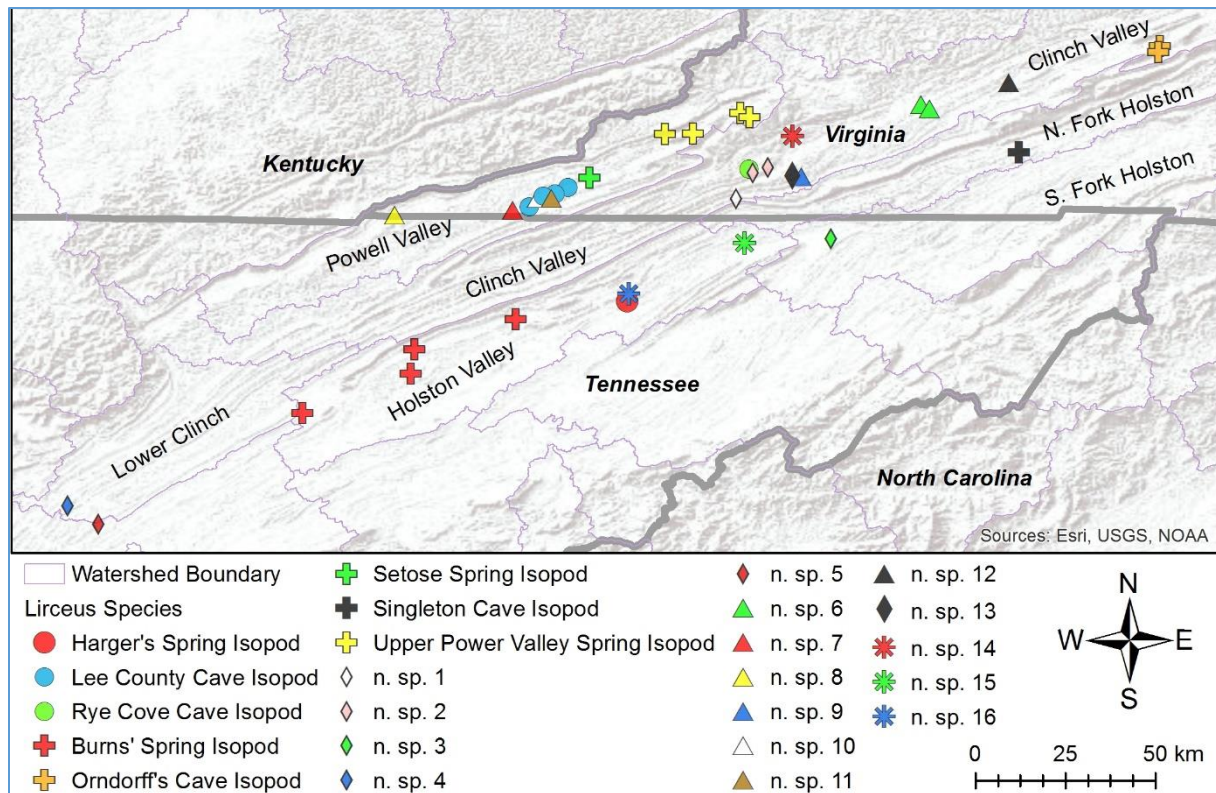 Clinch Valley
N. Fork Holston
Virginia
Kentucky
S. Fork Holston
Powell Valley
Clinch Valley
Holston Valley
Tennessee
Lower Clinch
North Carolina
Sources: Esri, USGS, NOAA
Watershed Boundary
Lirceus Species
Harger's Spring Isopod
Lee County Cave Isopod
Rye Cove Cave Isopod
Burns' Spring Isopod
Orndorff's Cave Isopod
Setose Spring Isopod
Singleton Cave Isopod
Upper Power Valley Spring Isopod
n. sp. 1
n. sp. 2
n. sp. 3
n. sp. 4
n. sp. 5
n. sp. 6
n. sp. 7
n. sp. 8
n. sp. 9
n. sp. 10
n. sp. 11
n. sp. 12
n. sp. 13
n. sp. 14
n. sp. 15
n. sp. 16
N
W E
S
0 25 50 km